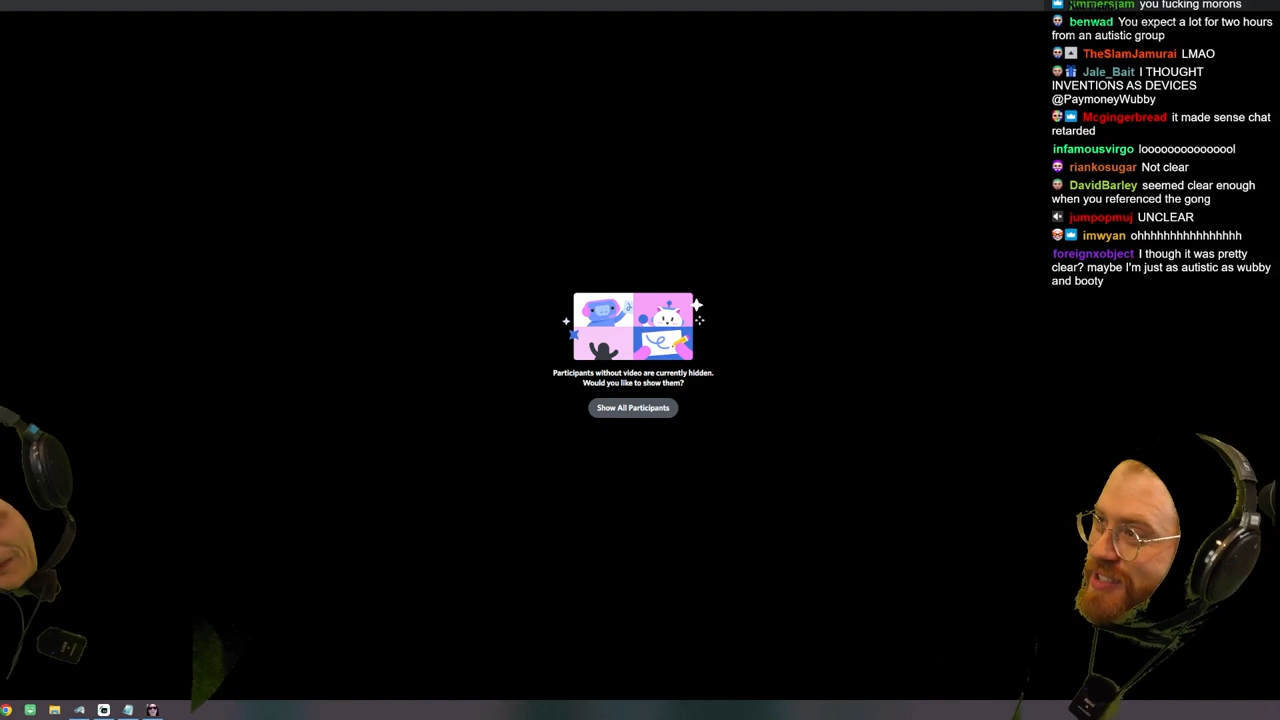 jimmersjam you fucking morons
benwad You expect a lot for two hours
from an autistic group
TheSlamJamurai LMAO
Jale_Bait I THOUGHT
INVENTIONS AS DEVICES
@PaymoneyWubby
Mcgingerbread it made sense chat
retarded
infamousvirgo looooooooooooool
riankosugar Not clear
DavidBarley seemed clear enough
when you referenced the gong
jumpopmuj UNCLEAR
imwyan ohhhhhhhhhhhhhhhh
foreignxobject I though it was pretty
clear? maybe I'm just as autistic as wubby
and booty
Participants without video are currently hidden.
Would you like to show them?
Show All Participants